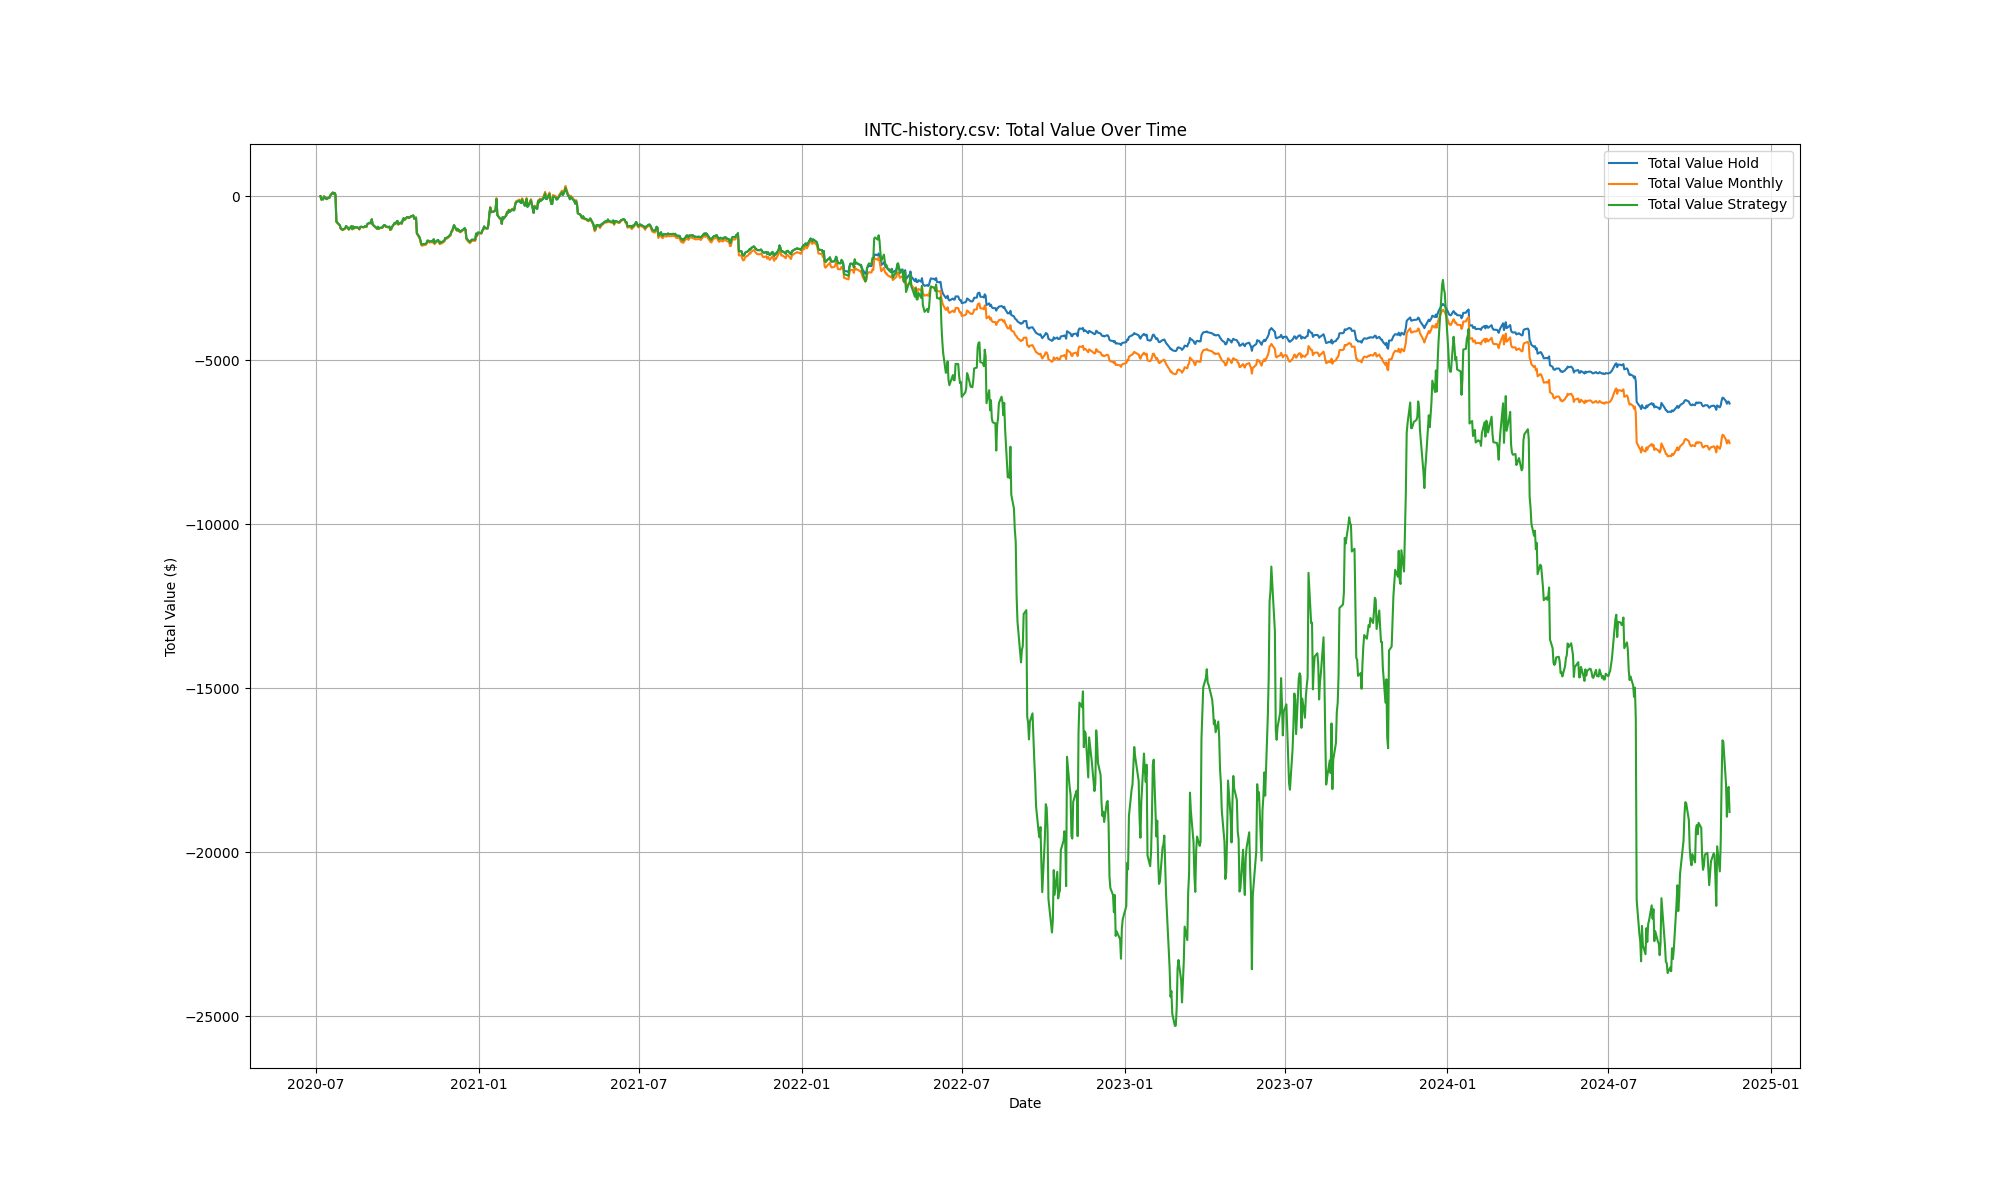 INTC-history.csv: Total Value Over Time
Total Value Hold
Total Value Monthly
Total Value Strategy
Total Value ($)
0
−5000
−10000
−15000
−20000
−25000
2020-07
2021-01
2021-07
2022-01
2022-07
2023-01
2023-07
2024-01
2024-07
2025-01
Date